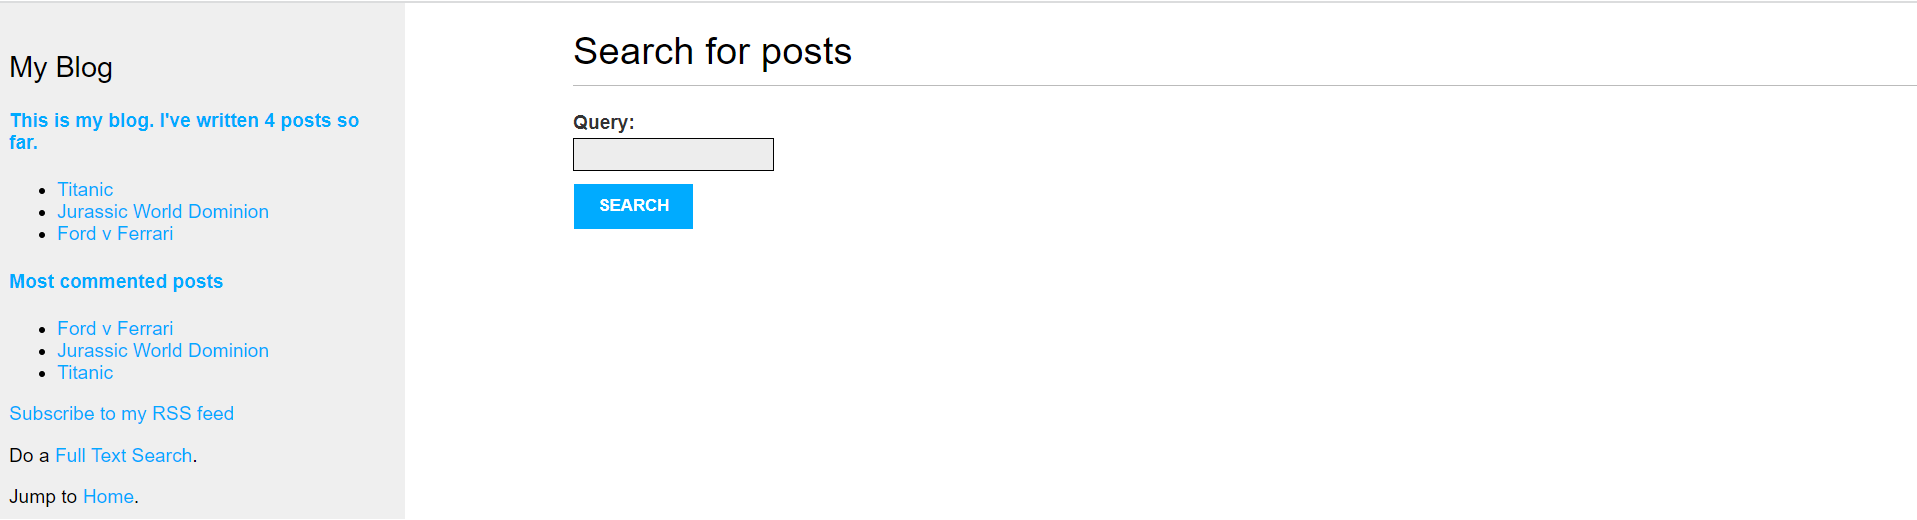 My Blog
This is my blog. I've written 4 posts so
far.
Titanic
Jurassic World Dominion
Ford v Ferrari
Most commented posts
Ford v Ferrari
Jurassic World Dominion
Titanic
Subscribe to my RSS feed
Do a Full Text Search.
Jump to Home.
Search for posts
Query:
SEARCH